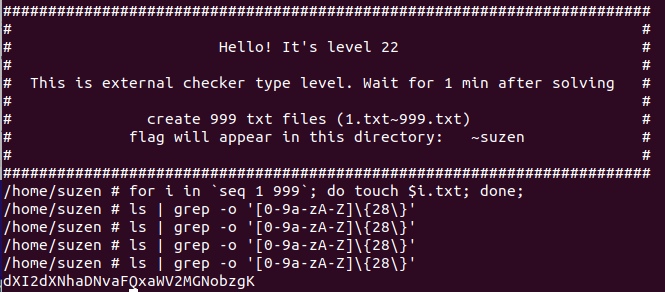 ########################################################################
#                                                                      #
#                       Hello! It's level 22                           #
#                                                                      #
#  This is external checker type level. Wait for 1 min after solving   #
#                                                                      #
#               create 999 txt files (1.txt~999.txt)                   #
#             flag will appear in this directory:   ~suzen             #
#                                                                      #
########################################################################
/home/suzen # for i in `seq 1 999`; do touch $i.txt; done;
/home/suzen # ls | grep -o '[0-9a-zA-Z]\{28\}'
/home/suzen # ls | grep -o '[0-9a-zA-Z]\{28\}'
/home/suzen # ls | grep -o '[0-9a-zA-Z]\{28\}'
/home/suzen # ls | grep -o '[0-9a-zA-Z]\{28\}'
dXI2dXNhaDNvaFQxaWV2MGNobzgK